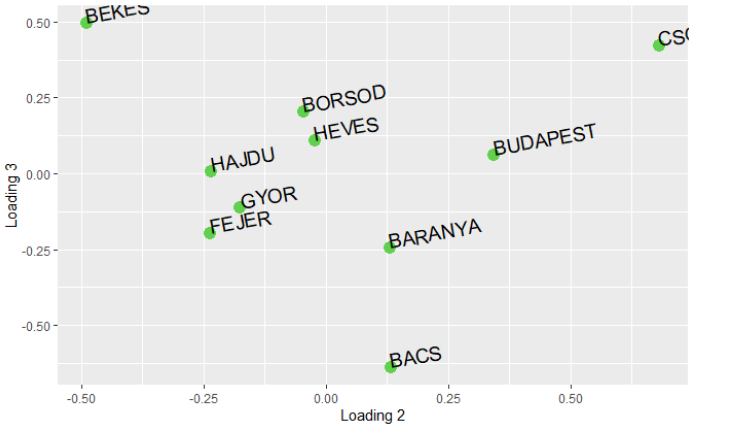 BEKES
0.50
CSO
BORSOD
0.25
HEVES
BUDAPEST
HAJDU
0.00
Loading 3
GYOR
FEJER
BARANYA
-0.25
-0.50
BACS
-0.50
-0.25
0.00
0.25
0.50
Loading 2